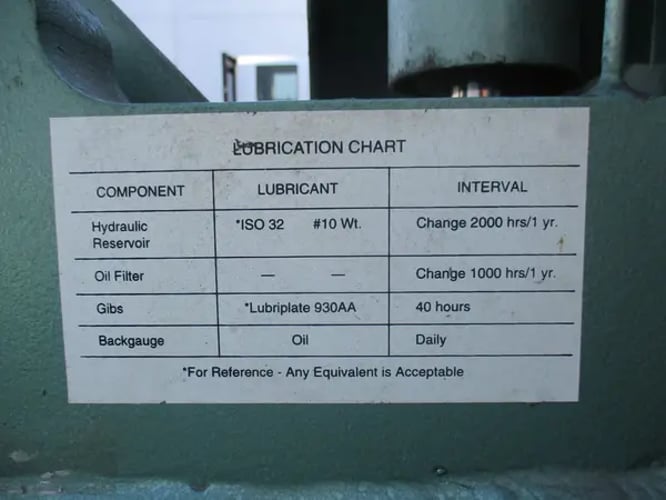 LUBRICATION CHART
COMPONENT LUBRICANT INTERVAL
Hydraulic Reservoir *ISO 32 #10 Wt. Change 2000 hrs/1 yr.
Oil Filter — — Change 1000 hrs/1 yr.
Gibs *Lubriplate 930AA 40 hours
Backgauge Oil Daily
*For Reference - Any Equivalent is Acceptable